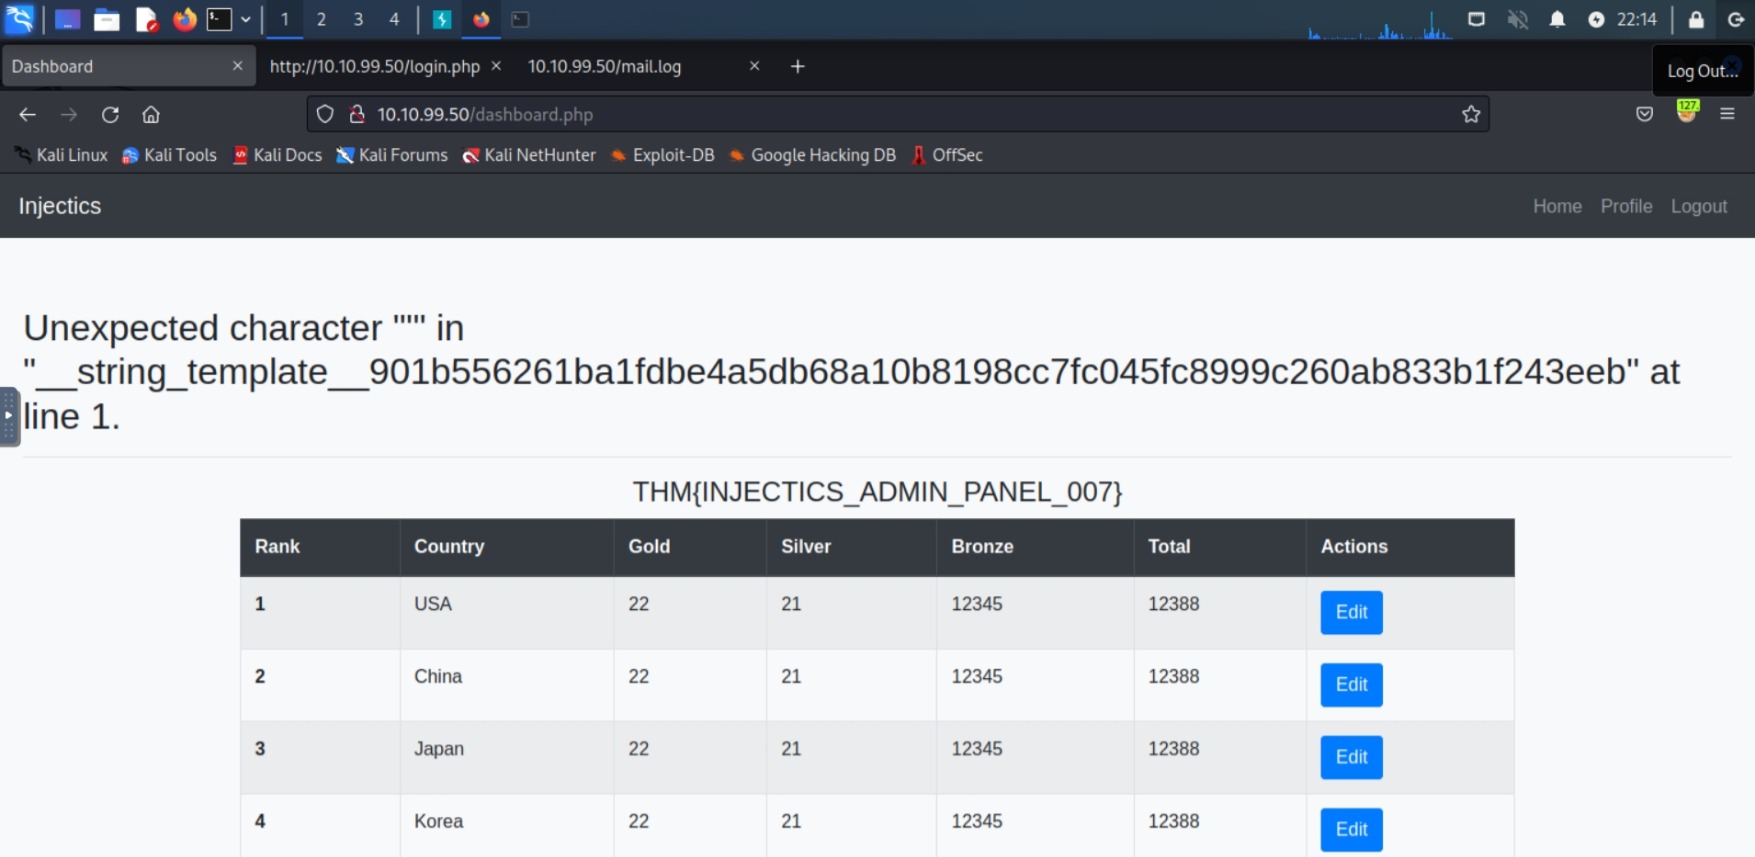 1 2 3 4 22:14
Dashboard http://10.10.99.50/login.php 10.10.99.50/mail.log
Log Out...
10.10.99.50/dashboard.php 127.
Kali Linux Kali Tools Kali Docs Kali Forums Kali NetHunter Exploit-DB Google Hacking DB OffSec
Injectics Home Profile Logout
Unexpected character """ in
"__string_template__901b556261ba1fdbe4a5db68a10b8198cc7fc045fc8999c260ab833b1f243eeb" at
line 1.
THM{INJECTICS_ADMIN_PANEL_007}
Rank Country Gold Silver Bronze Total Actions
1 USA 22 21 12345 12388 Edit
2 China 22 21 12345 12388 Edit
3 Japan 22 21 12345 12388 Edit
4 Korea 22 21 12345 12388 Edit